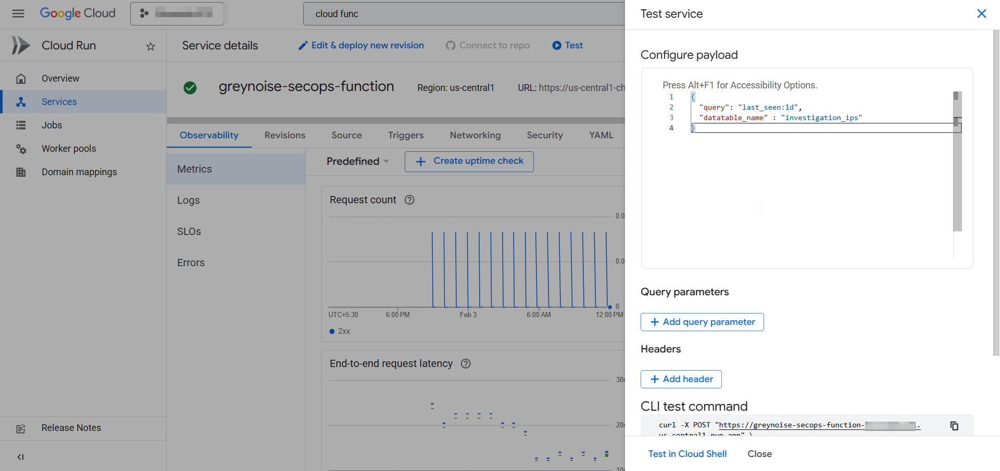 Google Cloud
cloud func
Cloud Run
Overview
Services
Jobs
Worker pools
Domain mappings
Release Notes
Service details
Edit & deploy new revision
Connect to repo
Test
greynoise-secops-function
Region: us-central1
URL: https://us-central1-ch
Observability
Revisions
Source
Triggers
Networking
Security
YAML
Metrics
Logs
SLOs
Errors
Predefined
Create uptime check
Request count
0.0
0.0
0
UTC+5:30
6:00 PM
Feb 3
6:00 AM
12:00 PM
2xx
End-to-end request latency
30
20
10
Test service
Configure payload
Press Alt+F1 for Accessibility Options.
1 {
2 "query": "last_seen:1d",
3 "datatable_name" : "investigation_ips"
4 }
Query parameters
Add query parameter
Headers
Add header
CLI test command
curl -X POST "https://greynoise-secops-function-
us-central1.run.app" \
Test in Cloud Shell
Close